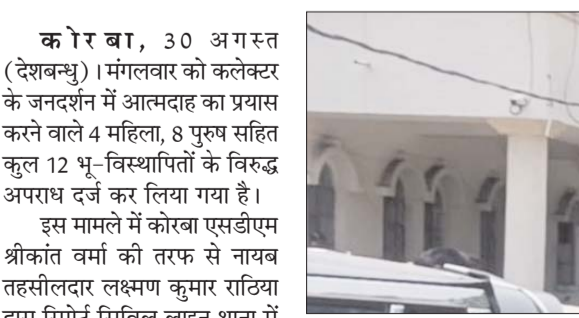 कोरबा, 30 अगस्त
(देशबन्धु)। मंगलवार को कलेक्टर
के जनदर्शन में आत्मदाह का प्रयास
करने वाले 4 महिला, 8 पुरुष सहित
कुल 12 भू-विस्थापितों के विरुद्ध
अपराध दर्ज कर लिया गया है।
इस मामले में कोरबा एसडीएम
श्रीकांत वर्मा की तरफ से नायब
तहसीलदार लक्ष्मण कुमार राठिया